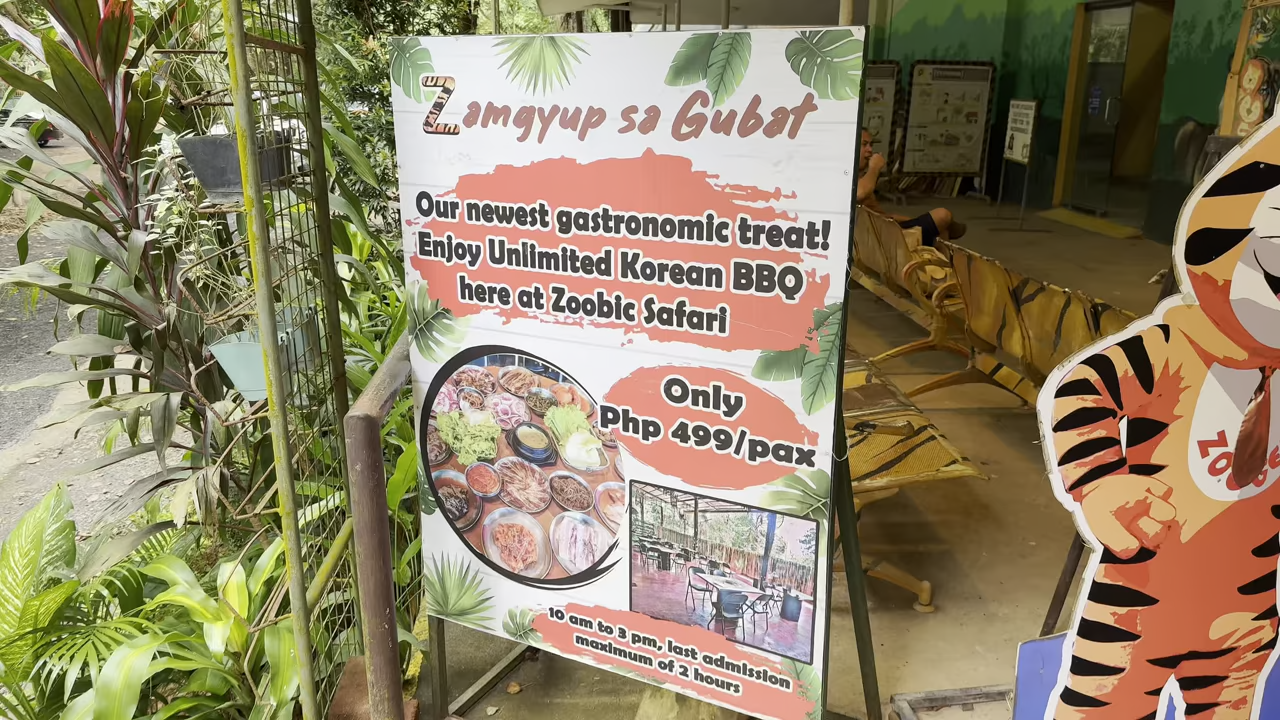 Zamgyup sa Gubat
Our newest gastronomic treat!
Enjoy Unlimited Korean BBQ
here at Zoobic Safari
Only
Php 499/pax
10 am to 3 pm, last admission
maximum of 2 hours